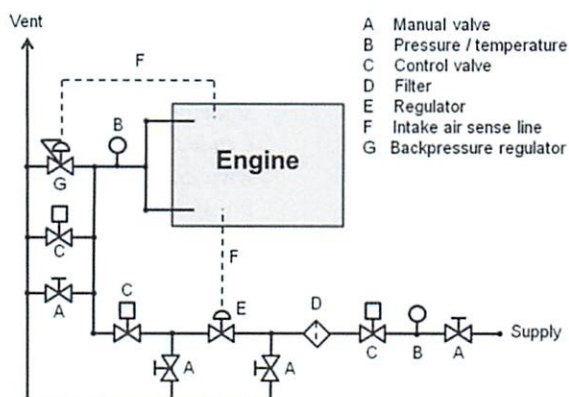 Vent
A Manual valve
B Pressure / temperature
C Control valve
D Filter
E Regulator
F Intake air sense line
G Backpressure regulator
F
B
Engine
G
C
F
A
C
E
D
Supply
C
B
A
A
A